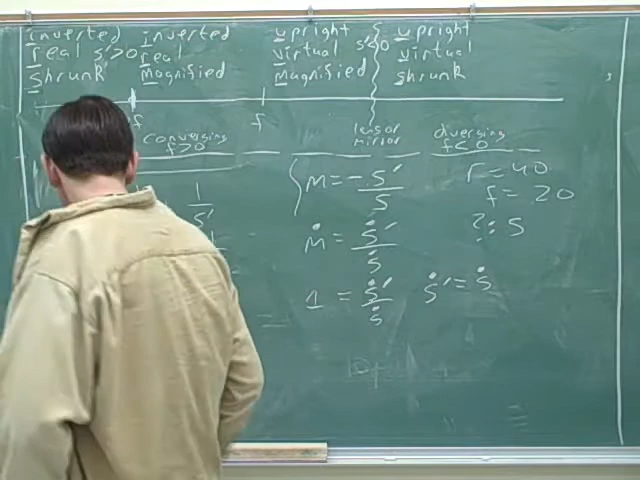 inverted inverted upright upright
real s'>0 real virtual s'<0 virtual
shrunk magnified magnified shrunk
f f
converging lens or diverging
f>0 mirror f<0
m = - s'/s r = 40
f = 20
1/s'
ṁ = ṡ'/ṡ ?: s
1 = ṡ'/ṡ ṡ' = ṡ